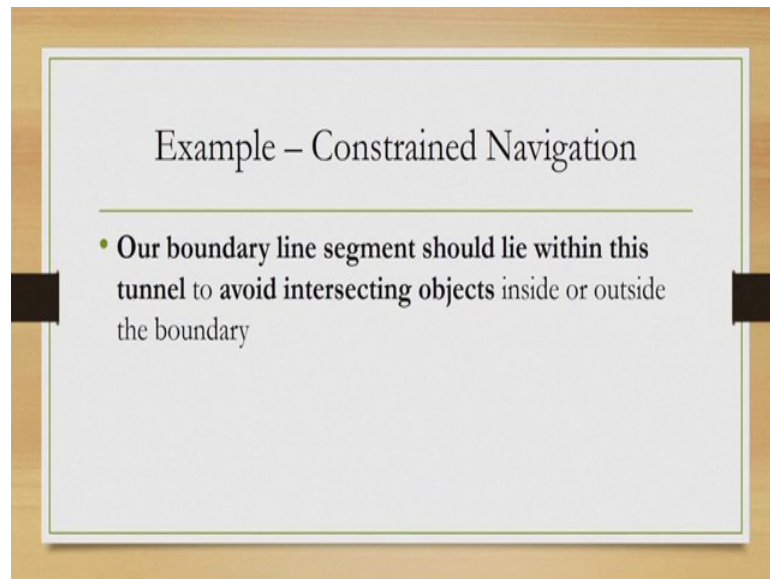 Example – Constrained Navigation
• Our boundary line segment should lie within this
tunnel to avoid intersecting objects inside or outside
the boundary